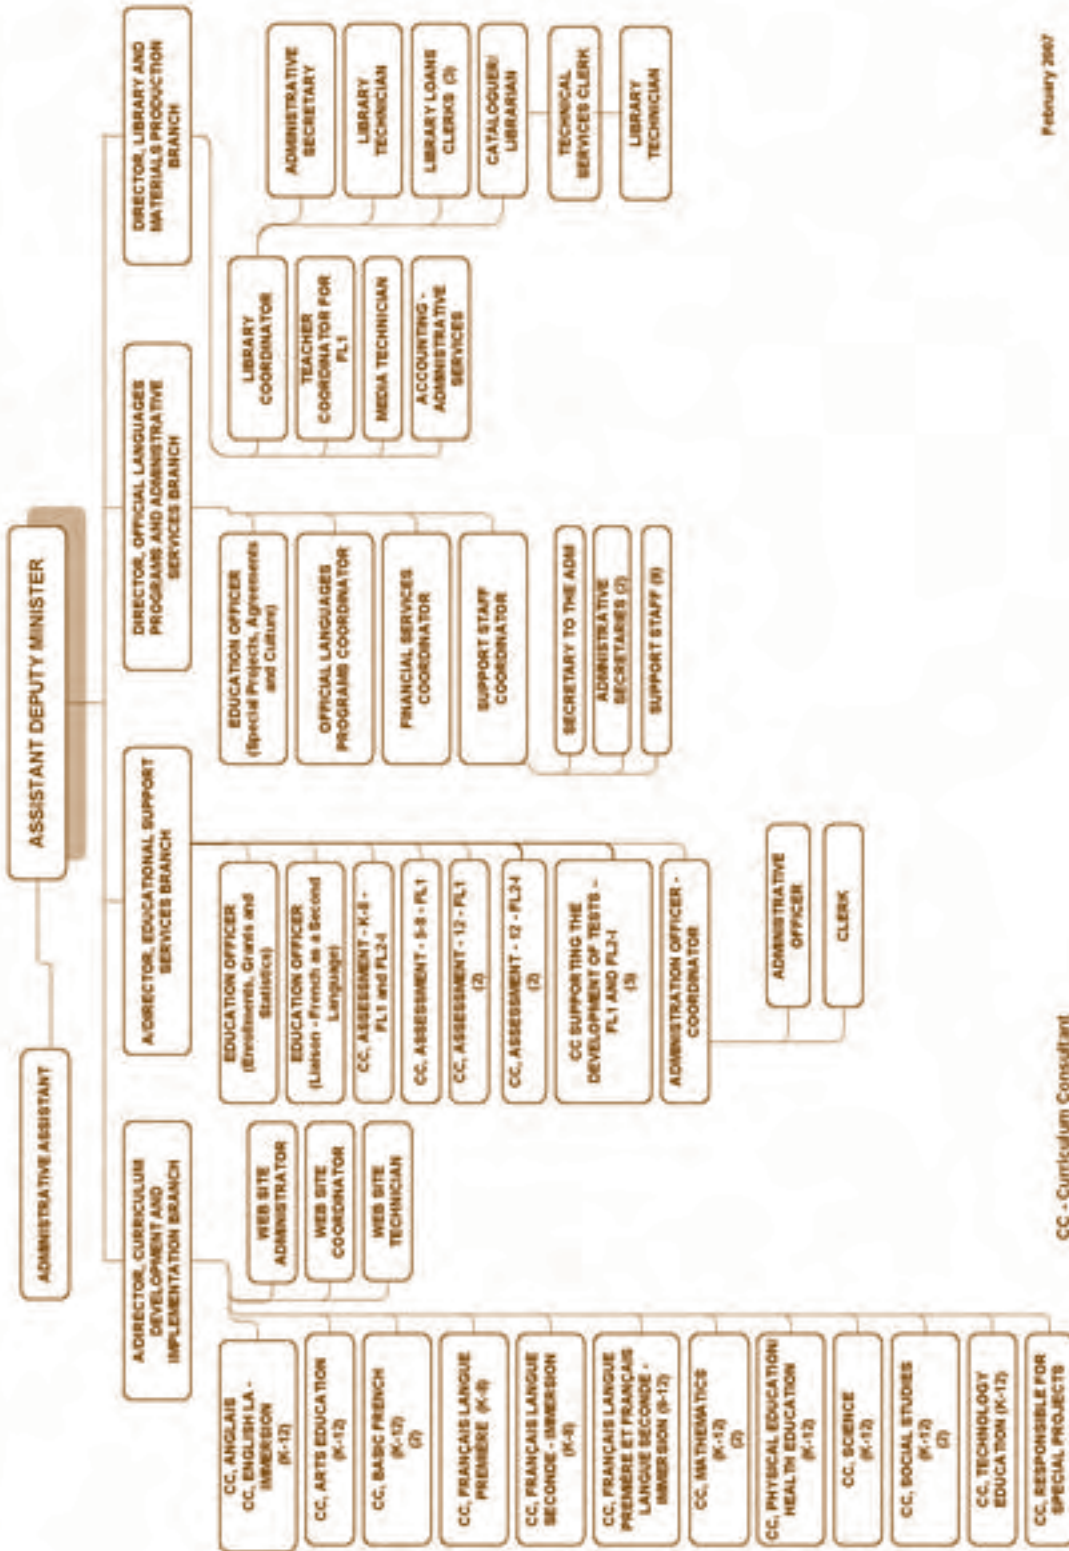 ASSISTANT DEPUTY MINISTER
ADMINISTRATIVE ASSISTANT
A/DIRECTOR, CURRICULUM
DEVELOPMENT AND
IMPLEMENTATION BRANCH
WEB SITE
ADMINISTRATOR
WEB SITE
COORDINATOR
WEB SITE
TECHNICIAN
CC, ANGLAIS
CC, ENGLISH LA -
IMMERSION
(K-12)
CC, ARTS EDUCATION
(K-12)
CC, BASIC FRENCH
(K-12)
(2)
CC, FRANÇAIS LANGUE
PREMIÈRE (K-8)
CC, FRANÇAIS LANGUE
SECONDE - IMMERSION
(K-8)
CC, FRANÇAIS LANGUE
PREMIÈRE ET FRANÇAIS
LANGUE SECONDE -
IMMERSION (S-12)
CC, MATHEMATICS
(K-12)
(2)
CC, PHYSICAL EDUCATION/
HEALTH EDUCATION
(K-12)
CC, SCIENCE
(K-12)
CC, SOCIAL STUDIES
(K-12)
(2)
CC, TECHNOLOGY
EDUCATION (K-12)
CC, RESPONSIBLE FOR
SPECIAL PROJECTS
A/DIRECTOR, EDUCATIONAL SUPPORT
SERVICES BRANCH
EDUCATION OFFICER
(Enrolments, Grants and
Statistics)
EDUCATION OFFICER
(Liaison - French as a Second
Language)
CC, ASSESSMENT - K-8 -
FL1 and FL2-I
CC, ASSESSMENT - 5-8 - FL1
CC, ASSESSMENT - 12 - FL1
(2)
CC, ASSESSMENT - 12 - FL2-I
(2)
CC SUPPORTING THE
DEVELOPMENT OF TESTS –
FL1 AND FL2-I
(3)
ADMINISTRATION OFFICER -
COORDINATOR
ADMINISTRATIVE
OFFICER
CLERK
DIRECTOR, OFFICIAL LANGUAGES
PROGRAMS AND ADMINISTRATIVE
SERVICES BRANCH
EDUCATION OFFICER
(Special Projects, Agreements
and Culture)
OFFICIAL LANGUAGES
PROGRAMS COORDINATOR
FINANCIAL SERVICES
COORDINATOR
SUPPORT STAFF
COORDINATOR
SECRETARY TO THE ADM
ADMINISTRATIVE
SECRETARIES (2)
SUPPORT STAFF
DIRECTOR, LIBRARY AND
MATERIALS PRODUCTION
BRANCH
LIBRARY
COORDINATOR
TEACHER
COORDINATOR FOR
FL1
MEDIA TECHNICIAN
ACCOUNTING -
ADMINISTRATIVE
SERVICES
ADMINISTRATIVE
SECRETARY
LIBRARY
TECHNICIAN
LIBRARY LOANS
CLERKS (3)
CATALOGUER/
LIBRARIAN
TECHNICAL
SERVICES CLERK
LIBRARY
TECHNICIAN
CC - Curriculum Consultant
February 2007